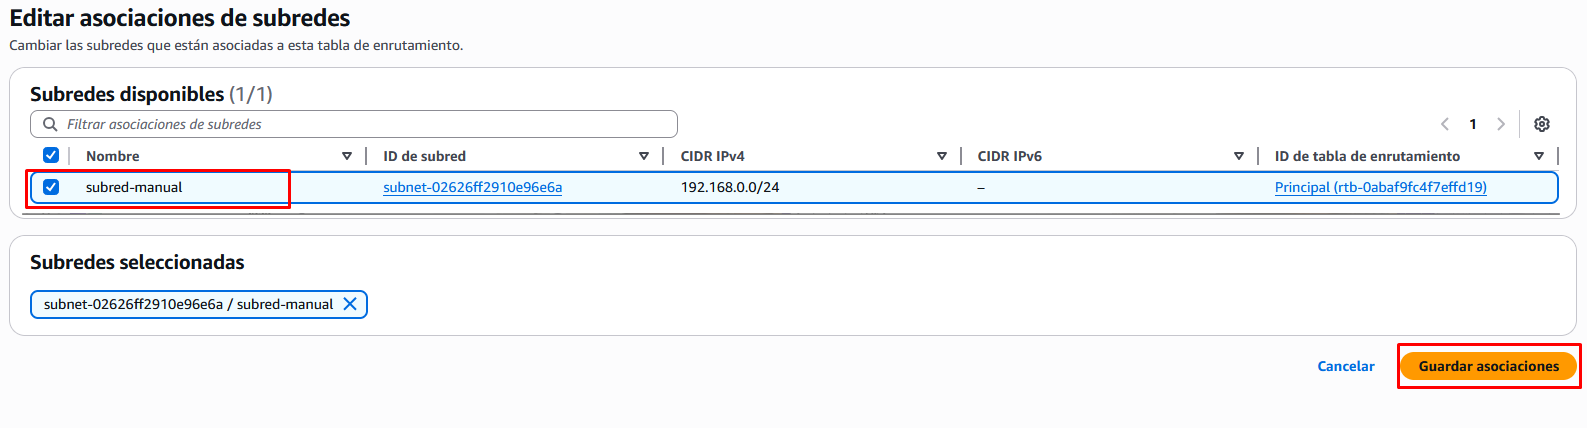 Editar asociaciones de subredes
Cambiar las subredes que están asociadas a esta tabla de enrutamiento.
Subredes disponibles (1/1)
Filtrar asociaciones de subredes
1
Nombre ID de subred CIDR IPv4 CIDR IPv6 ID de tabla de enrutamiento
subred-manual subnet-02626ff2910e96e6a 192.168.0.0/24 – Principal (rtb-0abaf9fc4f7effd19)
Subredes seleccionadas
subnet-02626ff2910e96e6a / subred-manual
Cancelar Guardar asociaciones